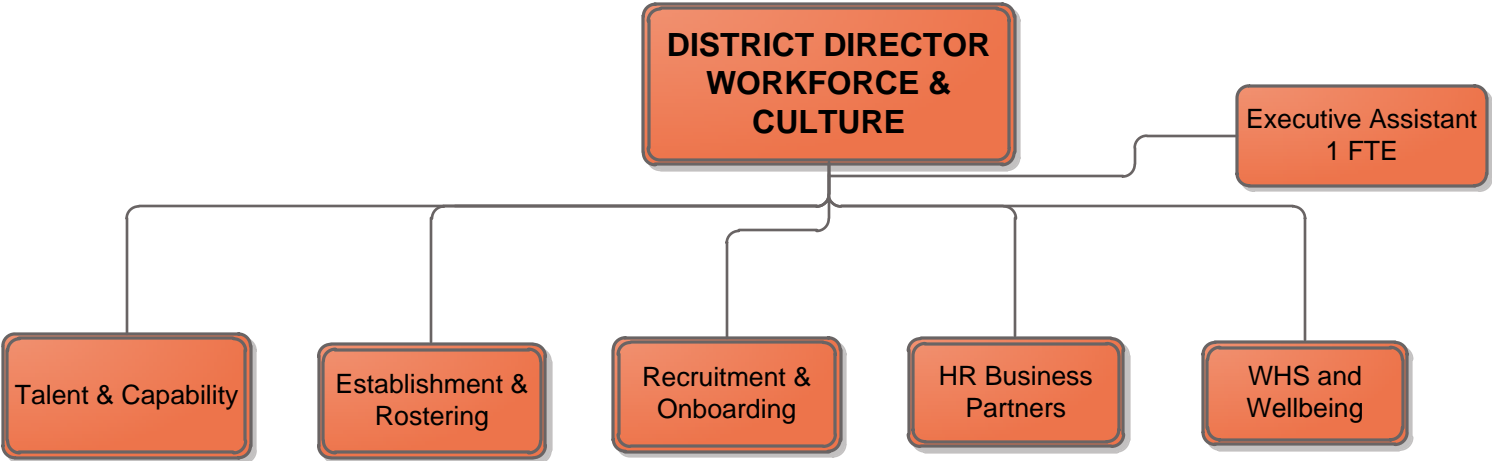 DISTRICT DIRECTOR
WORKFORCE &
CULTURE
Executive Assistant
1 FTE
Talent & Capability
Establishment &
Rostering
Recruitment &
Onboarding
HR Business
Partners
WHS and
Wellbeing